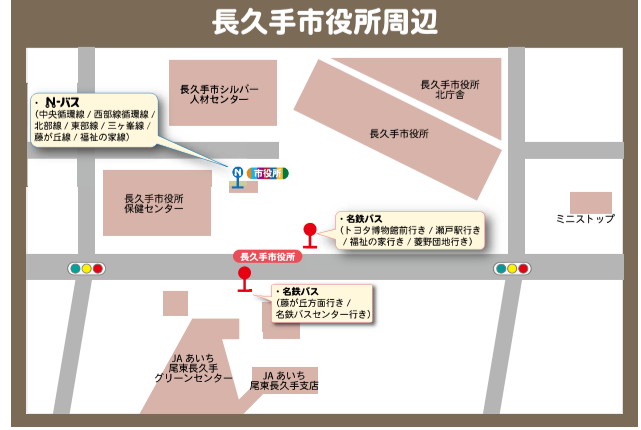 長久手市役所周辺
長久手市シルバー
人材センター
長久手市役所
北庁舎
長久手市役所
・N-バス
(中央循環線 / 西部線循環線 /
北部線 / 東部線 / 三ヶ峯線 /
藤が丘線 / 福祉の家線)
N 市役所
長久手市役所
保健センター
ミニストップ
・名鉄バス
(トヨタ博物館前行き / 瀬戸駅行き
/ 福祉の家行き / 菱野団地行き)
長久手市役所
・名鉄バス
(藤が丘方面行き /
名鉄バスセンター行き)
JA あいち
尾東長久手
グリーンセンター
JA あいち
尾東長久手支店